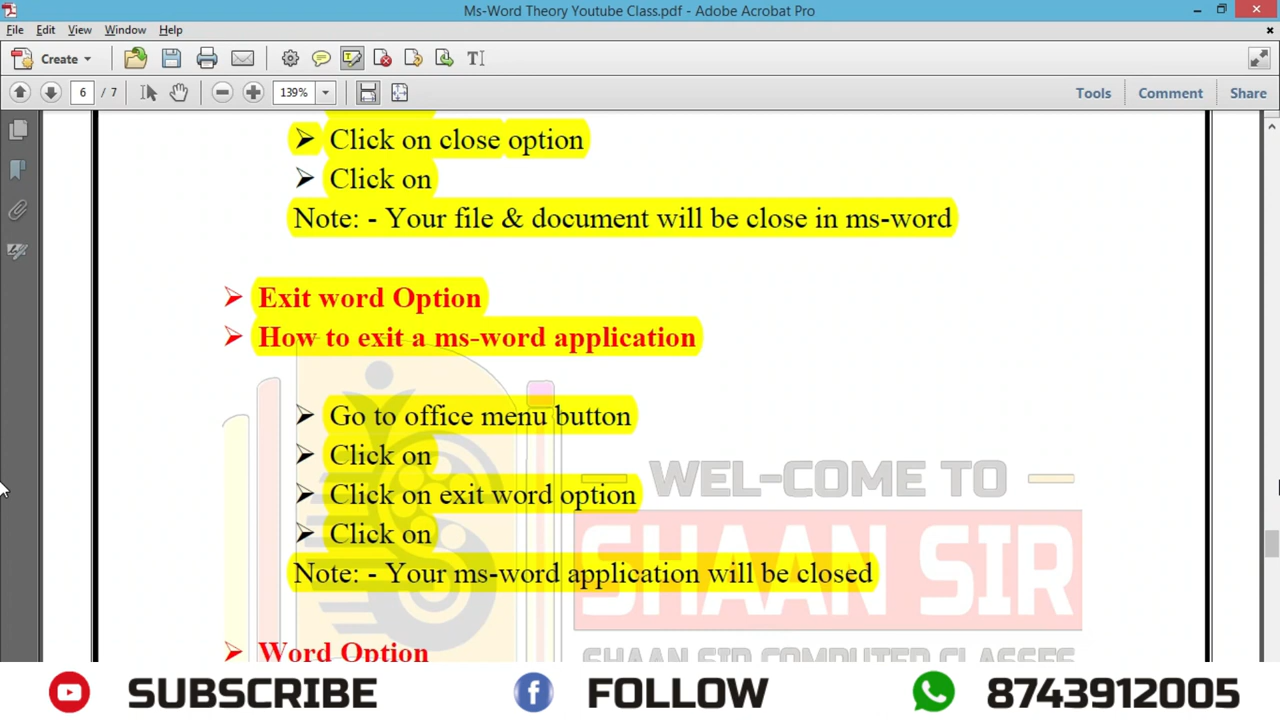 Ms-Word Theory Youtube Class.pdf - Adobe Acrobat Pro
File Edit View Window Help
Create
6 / 7 139% Tools Comment Share
➢ Click on close option
➢ Click on
Note: - Your file & document will be close in ms-word
➢ Exit word Option
➢ How to exit a ms-word application
➢ Go to office menu button
➢ Click on
➢ Click on exit word option
➢ Click on
Note: - Your ms-word application will be closed
WEL-COME TO
SHAAN SIR
SHAAN SIR COMPUTER CLASSES
➢ Word Option
SUBSCRIBE FOLLOW 8743912005